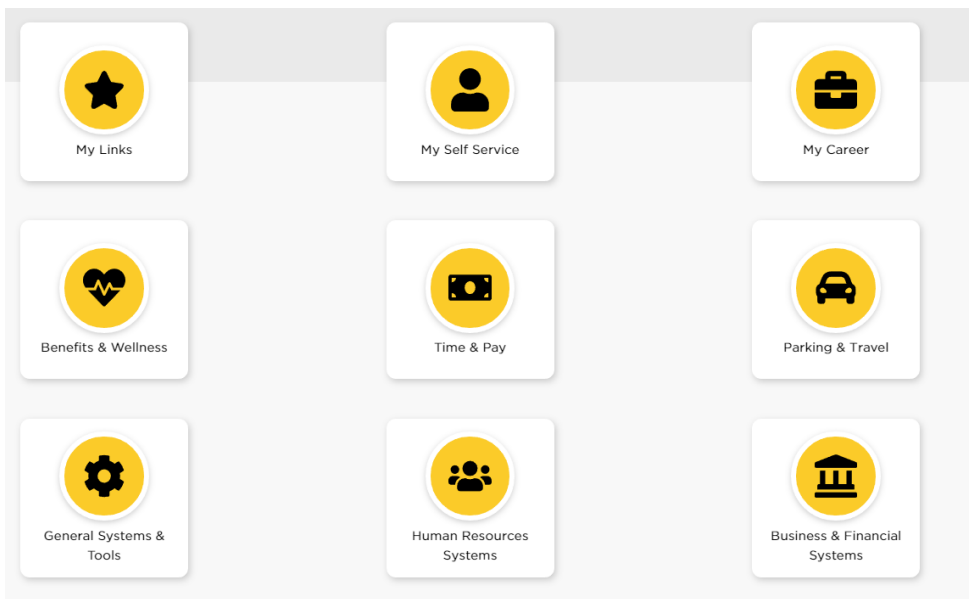 My Links
My Self Service
My Career
Benefits & Wellness
Time & Pay
Parking & Travel
General Systems &
Tools
Human Resources
Systems
Business & Financial
Systems